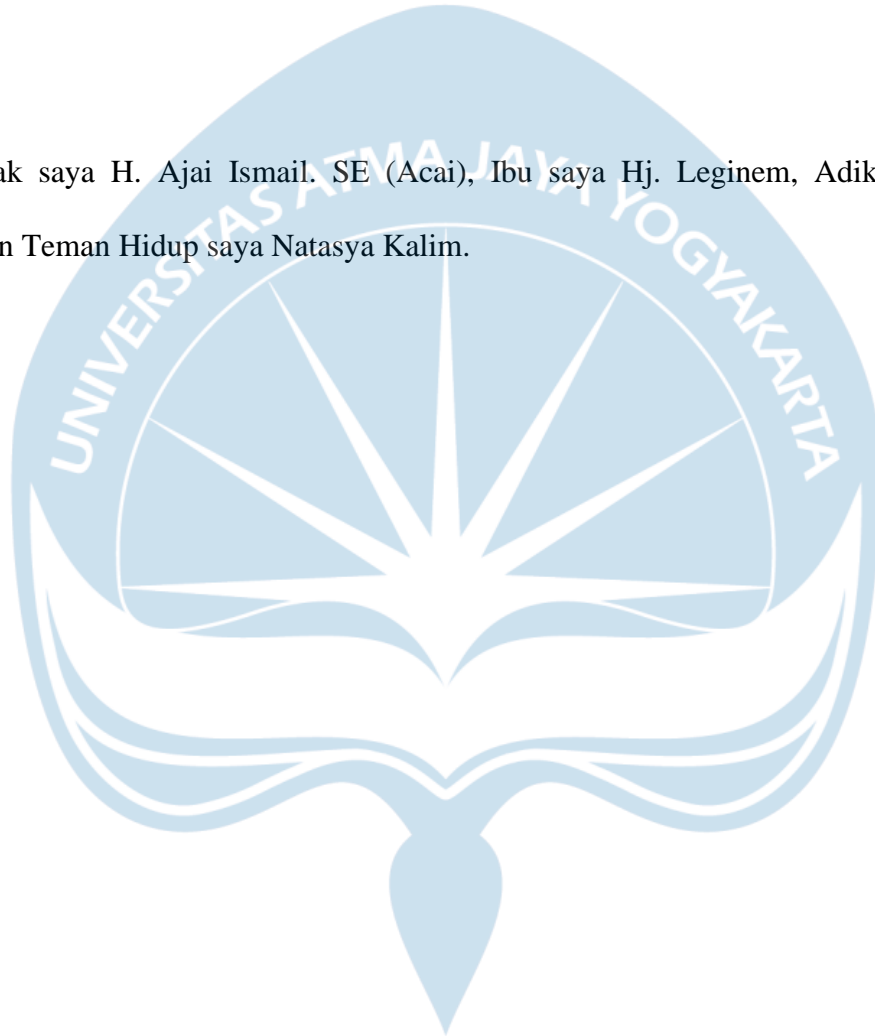 ak saya H. Ajai Ismail. SE (Acai), Ibu saya Hj. Leginem, Adik
n Teman Hidup saya Natasya Kalim.
UNIVERSITAS ATMA JAYA YOGYAKARTA